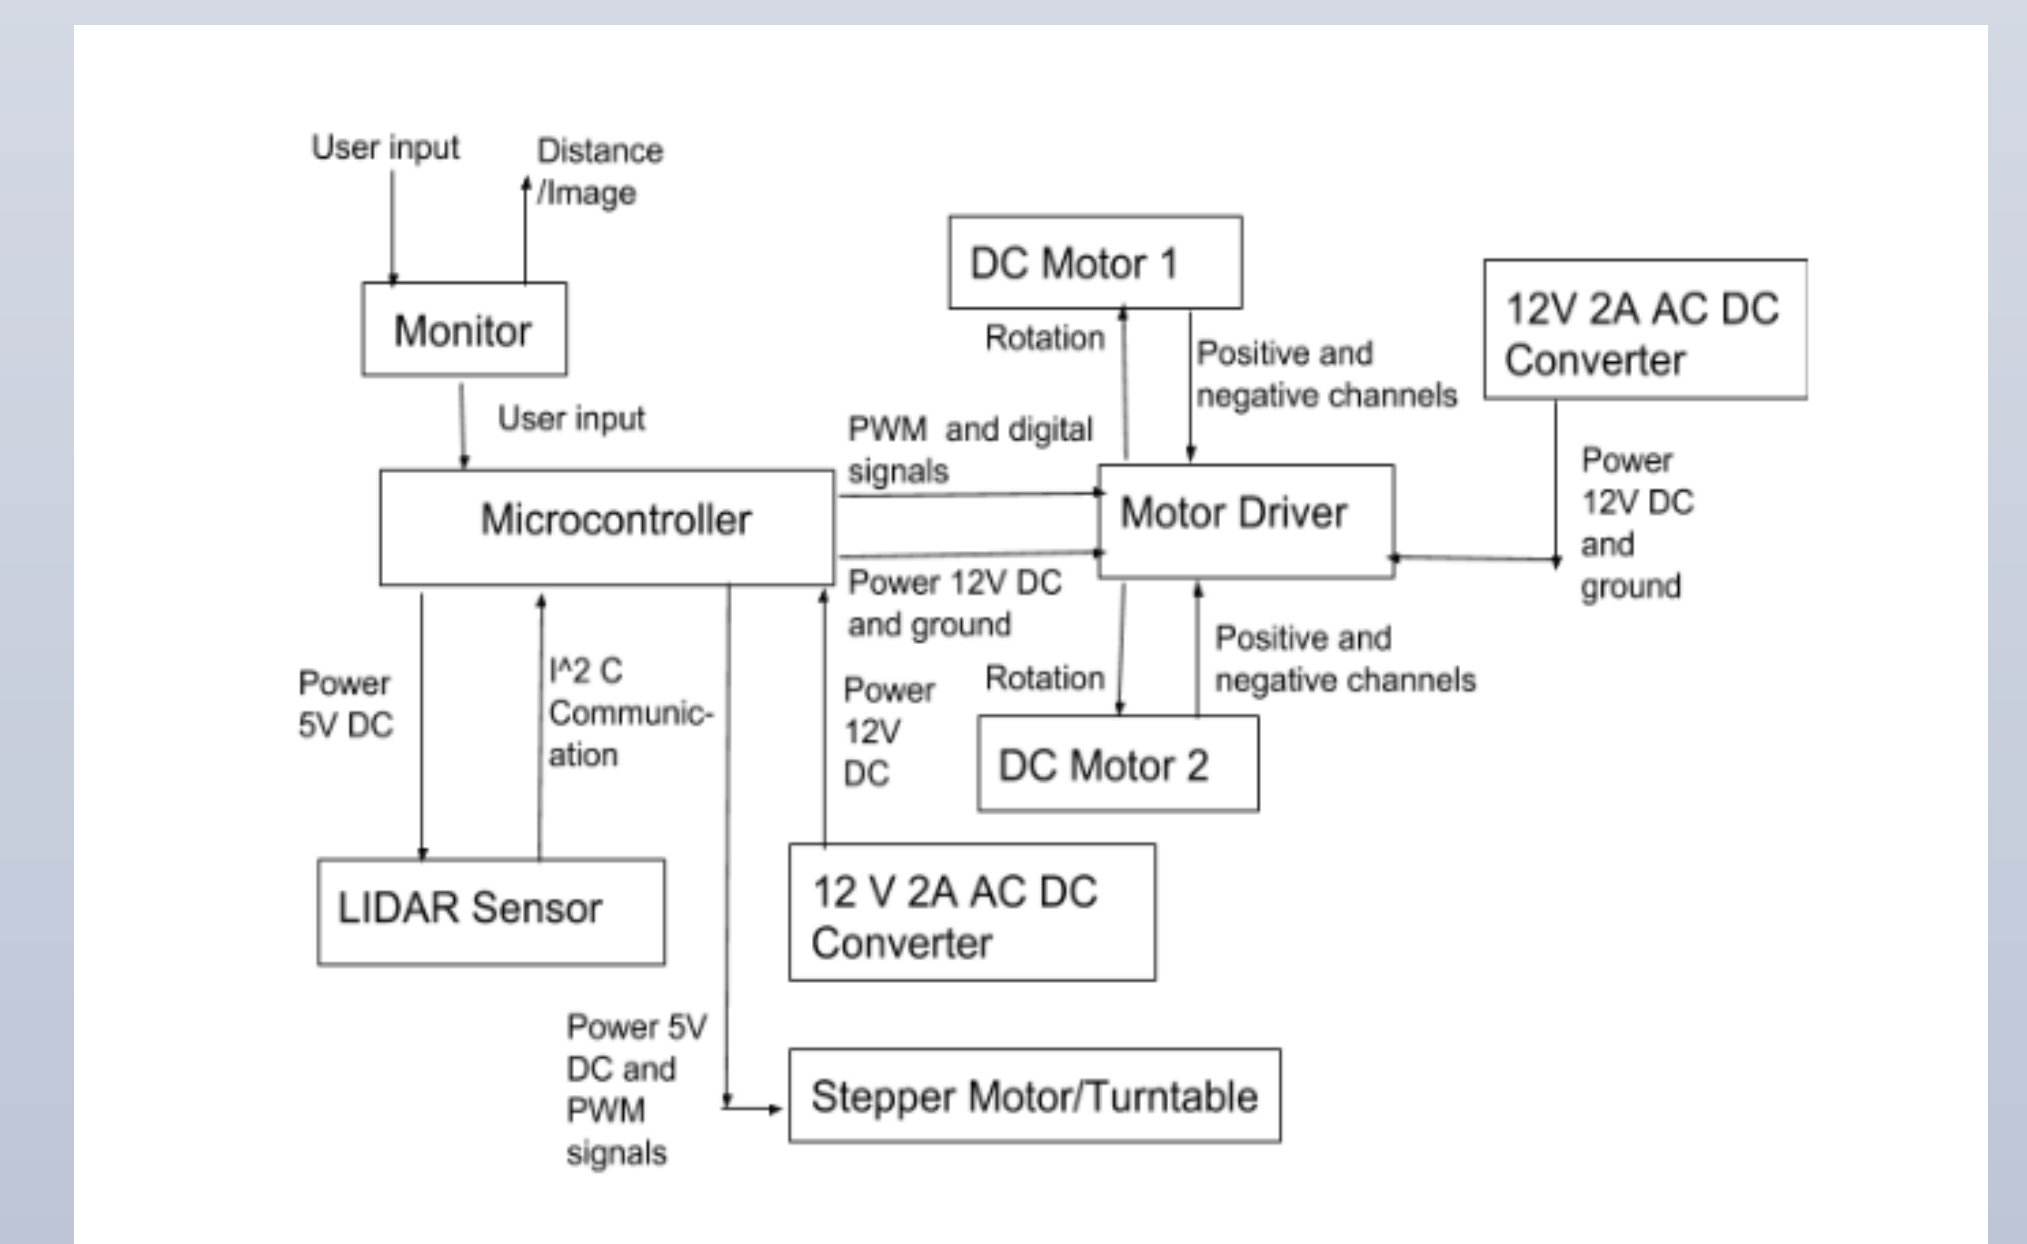 User input
Distance
/Image
Monitor
User input
DC Motor 1
12V 2A AC DC
Converter
Rotation
Positive and
negative channels
PWM  and digital
signals
Microcontroller
Motor Driver
Power
12V DC
and
ground
Power 12V DC
and ground
Power
5V DC
I^2 C
Communic-
ation
Power
12V
DC
Rotation
Positive and
negative channels
DC Motor 2
LIDAR Sensor
12 V 2A AC DC
Converter
Power 5V
DC and
PWM
signals
Stepper Motor/Turntable